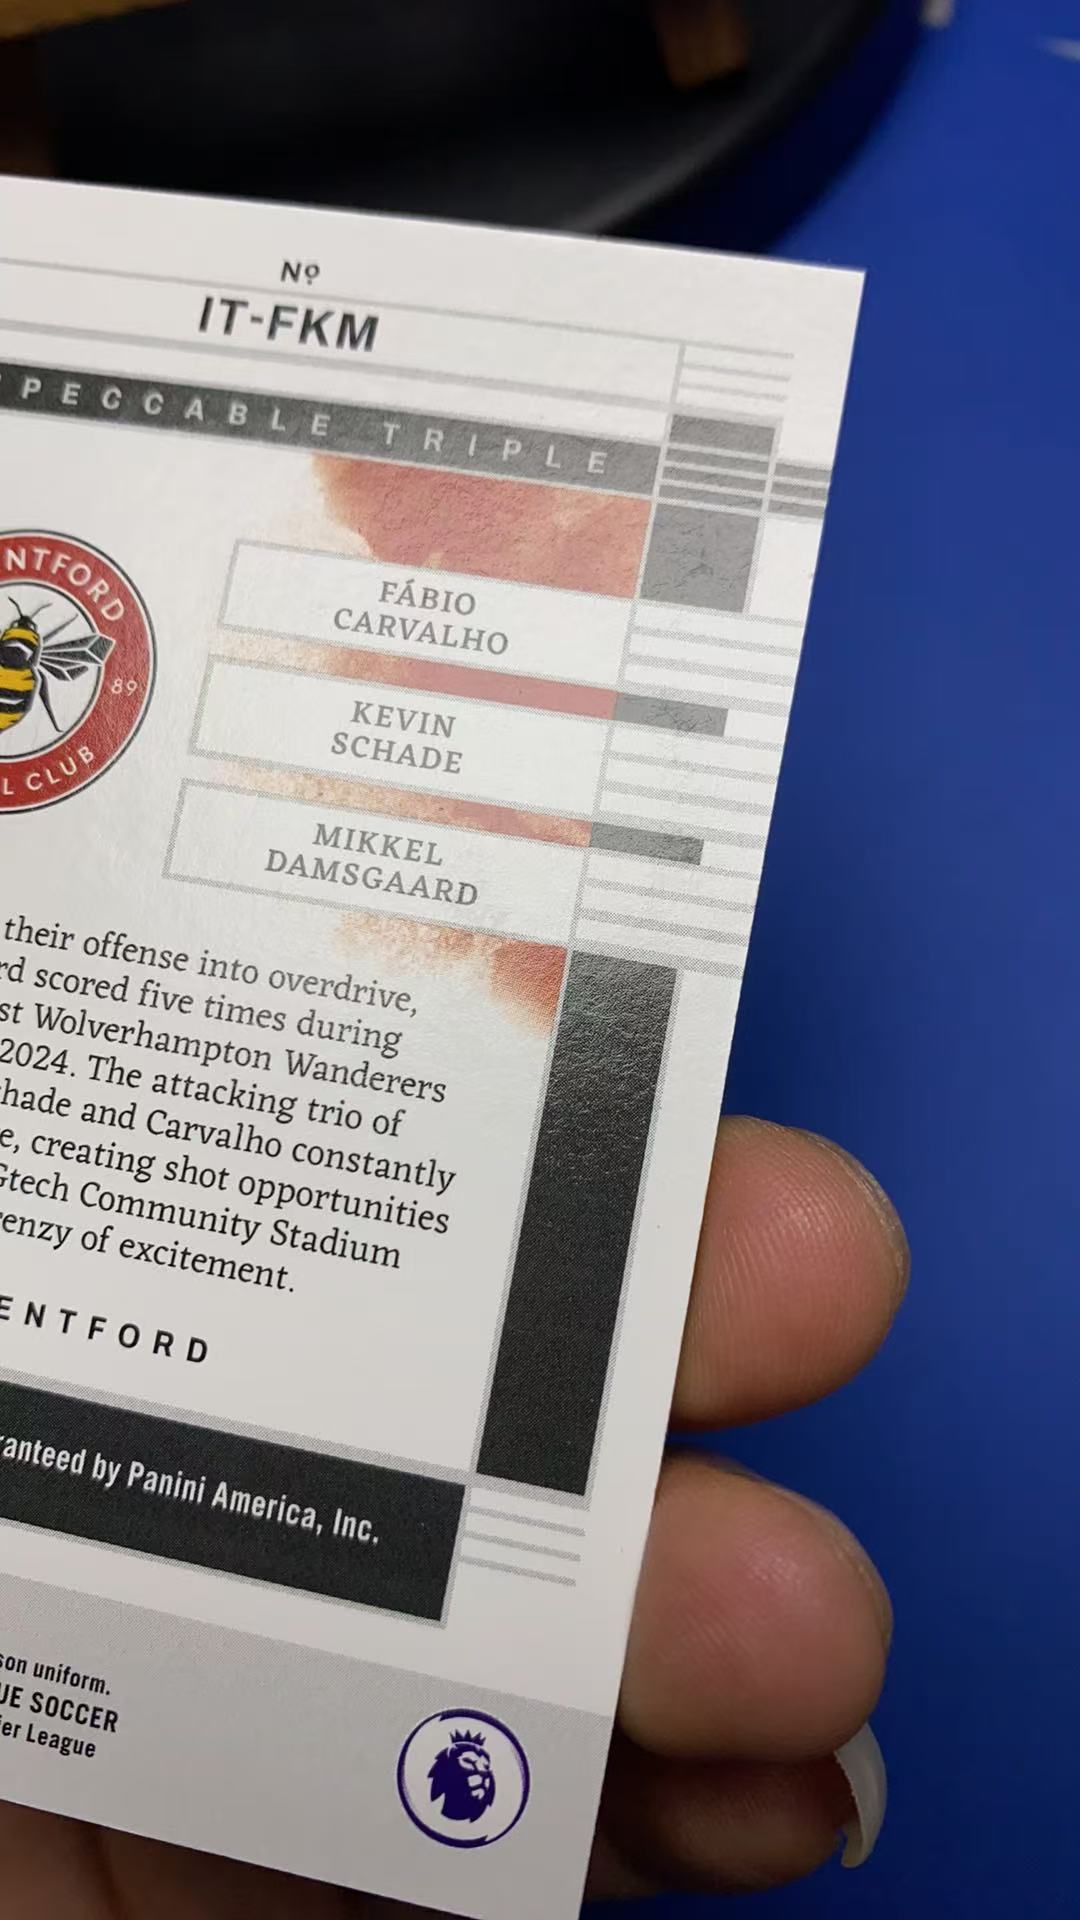 Nº
IT-FKM
PECCABLE TRIPLE
NTFORD
89
L CLUB
FÁBIO
CARVALHO
KEVIN
SCHADE
MIKKEL
DAMSGAARD
their offense into overdrive,
rd scored five times during
st Wolverhampton Wanderers
2024. The attacking trio of
hade and Carvalho constantly
e, creating shot opportunities
Gtech Community Stadium
renzy of excitement.
ENTFORD
ranteed by Panini America, Inc.
son uniform.
UE SOCCER
ier League